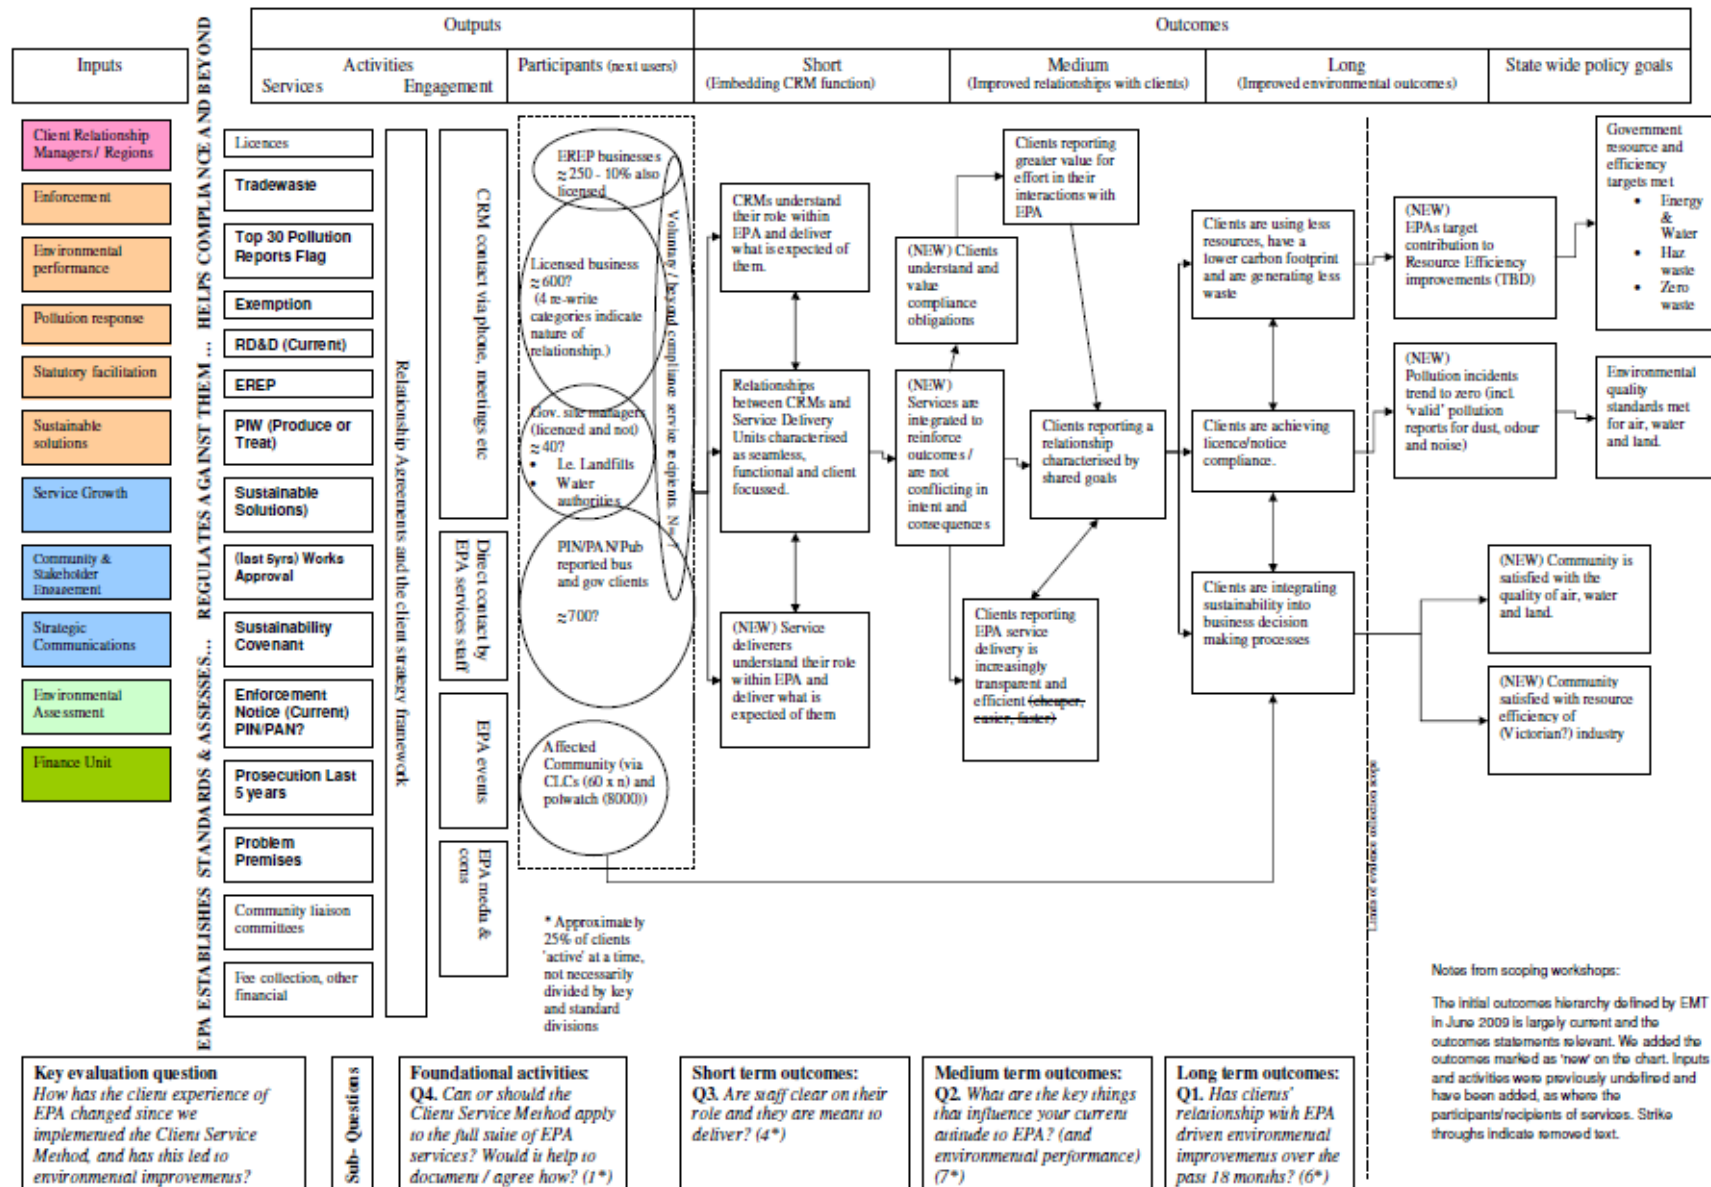 Outputs
Outcomes
Inputs
Activities
Services
Engagement
Participants (next users)
Short
(Embedding CRM function)
Medium
(Improved relationships with clients)
Long
(Improved environmental outcomes)
State wide policy goals
Client Relationship
Managers / Regions
Enforcement
Environmental
performance
Pollution response
Statutory facilitation
Sustainable
solutions
Service Growth
Community &
Stakeholder
Engagement
Strategic
Communications
Environmental
Assessment
Finance Unit
EPA ESTABLISHES STANDARDS & ASSESSES... REGULATES AGAINST THEM ... HELPS COMPLIANCE AND BEYOND
Licences
Tradewaste
Top 30 Pollution
Reports Flag
Exemption
RD&D (Current)
EREP
PIW (Produce or
Treat)
Sustainable
Solutions)
(last 5yrs) Works
Approval
Sustainability
Covenant
Enforcement
Notice (Current)
PIN/PAN?
Prosecution Last
5 years
Problem
Premises
Community liaison
committees
Fee collection, other
financial
Relationship Agreements and the client strategy framework
CRM contact via phone, meetings etc
Direct contact by
EPA services staff
EPA events
EPA media &
coms
EREP businesses
≈ 250 - 10% also
licensed
Licensed business
≈ 600?
(4 re-write
categories indicate
nature of
relationship.)
Gov. site managers
(licenced and not)
≈ 40?
• I.e. Landfills
• Water
authorities
PIN/PAN/Pub
reported bus
and gov clients
≈700?
Affected
Community (via
CLCs (60 x n) and
polwatch (8000))
Voluntary / beyond compliance service recipients. N=?
* Approximately
25% of clients
'active' at a time,
not necessarily
divided by key
and standard
divisions
CRMs understand
their role within
EPA and deliver
what is expected of
them.
Relationships
between CRMs and
Service Delivery
Units characterised
as seamless,
functional and client
focussed.
(NEW) Service
deliverers
understand their role
within EPA and
deliver what is
expected of them
Clients reporting
greater value for
effort in their
interactions with
EPA
(NEW) Clients
understand and
value
compliance
obligations
(NEW)
Services are
integrated to
reinforce
outcomes /
are not
conflicting in
intent and
consequences
Clients reporting a
relationship
characterised by
shared goals
Clients reporting
EPA service
delivery is
increasingly
transparent and
efficient (cheaper,
easier, faster)
Clients are using less
resources, have a
lower carbon footprint
and are generating less
waste
Clients are achieving
licence/notice
compliance.
Clients are integrating
sustainability into
business decision
making processes
Limits of evidence collection scope
(NEW)
EPAs target
contribution to
Resource Efficiency
improvements (TBD)
(NEW)
Pollution incidents
trend to zero (incl.
'valid' pollution
reports for dust, odour
and noise)
Government
resource and
efficiency
targets met
• Energy
&
Water
• Haz
waste
• Zero
waste
Environmental
quality
standards met
for air, water
and land.
(NEW) Community is
satisfied with the
quality of air, water
and land.
(NEW) Community
satisfied with resource
efficiency of
(Victorian?) industry
Notes from scoping workshops:
The initial outcomes hierarchy defined by EMT
in June 2009 is largely current and the
outcomes statements relevant. We added the
outcomes marked as 'new' on the chart. Inputs
and activities were previously undefined and
have been added, as where the
participants/recipients of services. Strike
throughs indicate removed text.
Key evaluation question
How has the client experience of
EPA changed since we
implemented the Client Service
Method, and has this led to
environmental improvements?
Sub- Questions
Foundational activities:
Q4. Can or should the
Client Service Method apply
to the full suite of EPA
services? Would it help to
document / agree how? (1*)
Short term outcomes:
Q3. Are staff clear on their
role and they are means to
deliver? (4*)
Medium term outcomes:
Q2. What are the key things
that influence your current
attitude to EPA? (and
environmental performance)
(7*)
Long term outcomes:
Q1. Has clients'
relationship with EPA
driven environmental
improvements over the
past 18 months? (6*)